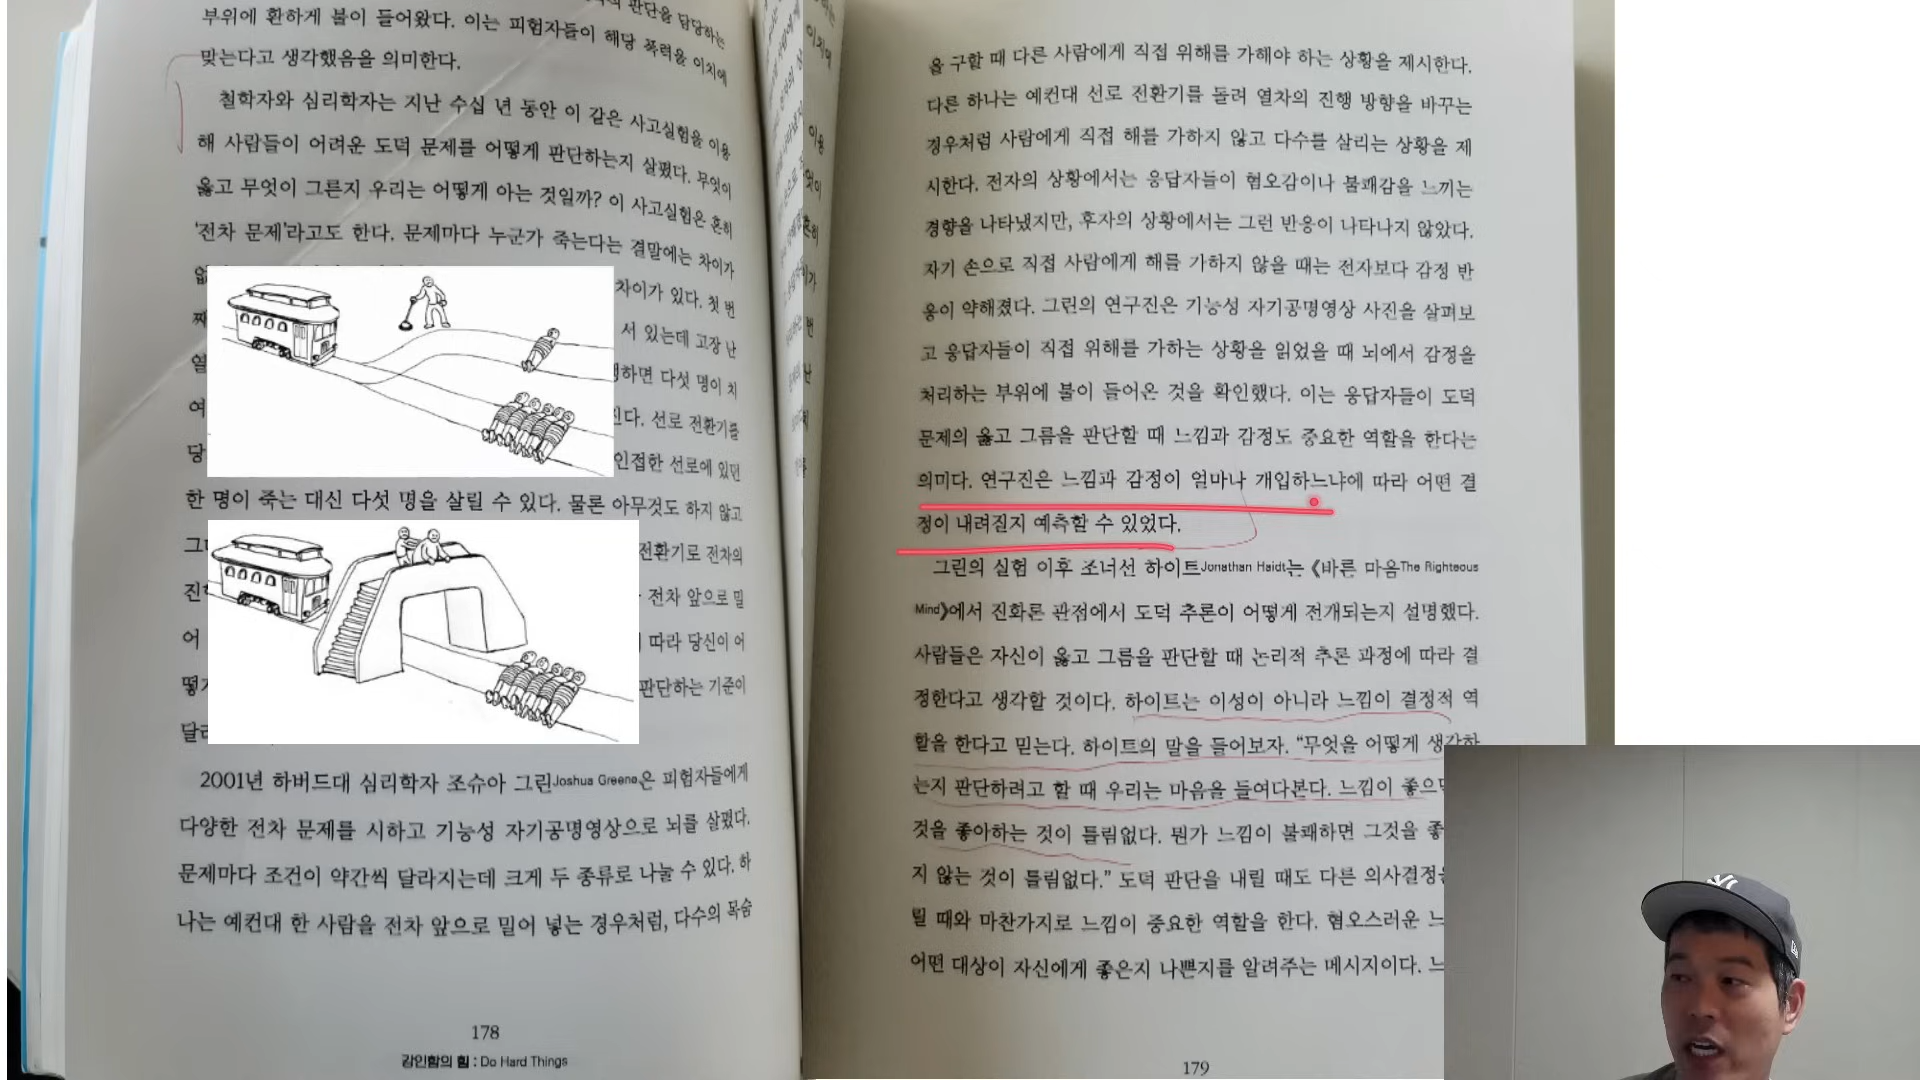 적 판단을 담당하는
부위에 환하게 불이 들어왔다. 이는 피험자들이 해당 폭력을 이치에
맞는다고 생각했음을 의미한다.
철학자와 심리학자는 지난 수십 년 동안 이 같은 사고실험을 이용
해 사람들이 어려운 도덕 문제를 어떻게 판단하는지 살폈다. 무엇이
옳고 무엇이 그른지 우리는 어떻게 아는 것일까? 이 사고실험은 흔히
'전차 문제'라고도 한다. 문제마다 누군가 죽는다는 결말에는 차이가
차이가 있다. 첫 번
째
서 있는데 고장 난
하면 다섯 명이 치
여
진다. 선로 전환기를
당
인접한 선로에 있던
한 명이 죽는 대신 다섯 명을 살릴 수 있다. 물론 아무것도 하지 않고
전환기로 전차의
전차 앞으로 밀
어
따라 당신이 어
판단하는 기준이
2001년 하버드대 심리학자 조슈아 그린Joshua Greene은 피험자들에게
다양한 전차 문제를 시하고 기능성 자기공명영상으로 뇌를 살폈다.
문제마다 조건이 약간씩 달라지는데 크게 두 종류로 나눌 수 있다. 하
나는 예컨대 한 사람을 전차 앞으로 밀어 넣는 경우처럼, 다수의 목숨
178
강인함의 힘 : Do Hard Things
을 구할 때 다른 사람에게 직접 위해를 가해야 하는 상황을 제시한다.
다른 하나는 예컨대 선로 전환기를 돌려 열차의 진행 방향을 바꾸는
경우처럼 사람에게 직접 해를 가하지 않고 다수를 살리는 상황을 제
시한다. 전자의 상황에서는 응답자들이 혐오감이나 불쾌감을 느끼는
경향을 나타냈지만, 후자의 상황에서는 그런 반응이 나타나지 않았다.
자기 손으로 직접 사람에게 해를 가하지 않을 때는 전자보다 감정 반
응이 약해졌다. 그린의 연구진은 기능성 자기공명영상 사진을 살펴보
고 응답자들이 직접 위해를 가하는 상황을 읽었을 때 뇌에서 감정을
처리하는 부위에 불이 들어온 것을 확인했다. 이는 응답자들이 도덕
문제의 옳고 그름을 판단할 때 느낌과 감정도 중요한 역할을 한다는
의미다. 연구진은 느낌과 감정이 얼마나 개입하느냐에 따라 어떤 결
정이 내려질지 예측할 수 있었다.
그린의 실험 이후 조너선 하이트Jonathan Haidt는 《바른 마음The Righteous
Mind》에서 진화론 관점에서 도덕 추론이 어떻게 전개되는지 설명했다.
사람들은 자신이 옳고 그름을 판단할 때 논리적 추론 과정에 따라 결
정한다고 생각할 것이다. 하이트는 이성이 아니라 느낌이 결정적 역
할을 한다고 믿는다. 하이트의 말을 들어보자. "무엇을 어떻게 생각하
는지 판단하려고 할 때 우리는 마음을 들여다본다. 느낌이 좋으
것을 좋아하는 것이 틀림없다. 뭔가 느낌이 불쾌하면 그것을 좋
지 않는 것이 틀림없다." 도덕 판단을 내릴 때도 다른 의사결정
릴 때와 마찬가지로 느낌이 중요한 역할을 한다. 혐오스러운 느
어떤 대상이 자신에게 좋은지 나쁜지를 알려주는 메시지이다. 느
179